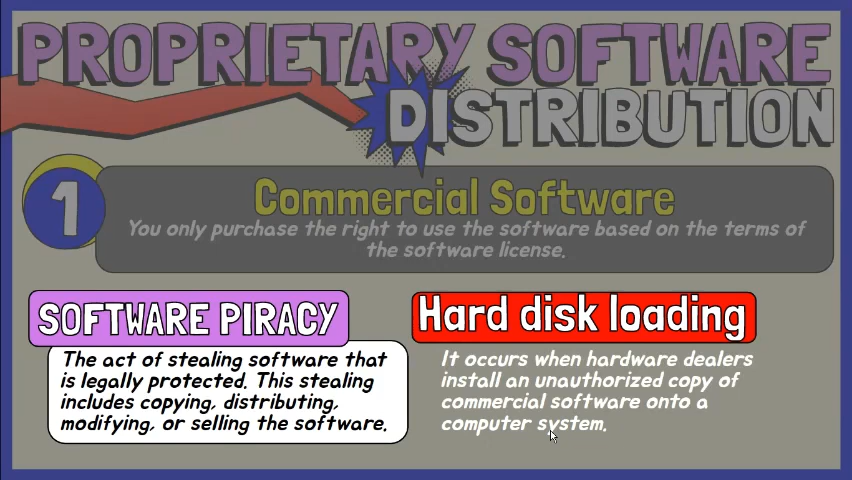 PROPRIETARY SOFTWARE
DISTRIBUTION
1
Commercial Software
You only purchase the right to use the software based on the terms of
the software license.
SOFTWARE PIRACY
The act of stealing software that
is legally protected. This stealing
includes copying, distributing,
modifying, or selling the software.
Hard disk loading
It occurs when hardware dealers
install an unauthorized copy of
commercial software onto a
computer system.